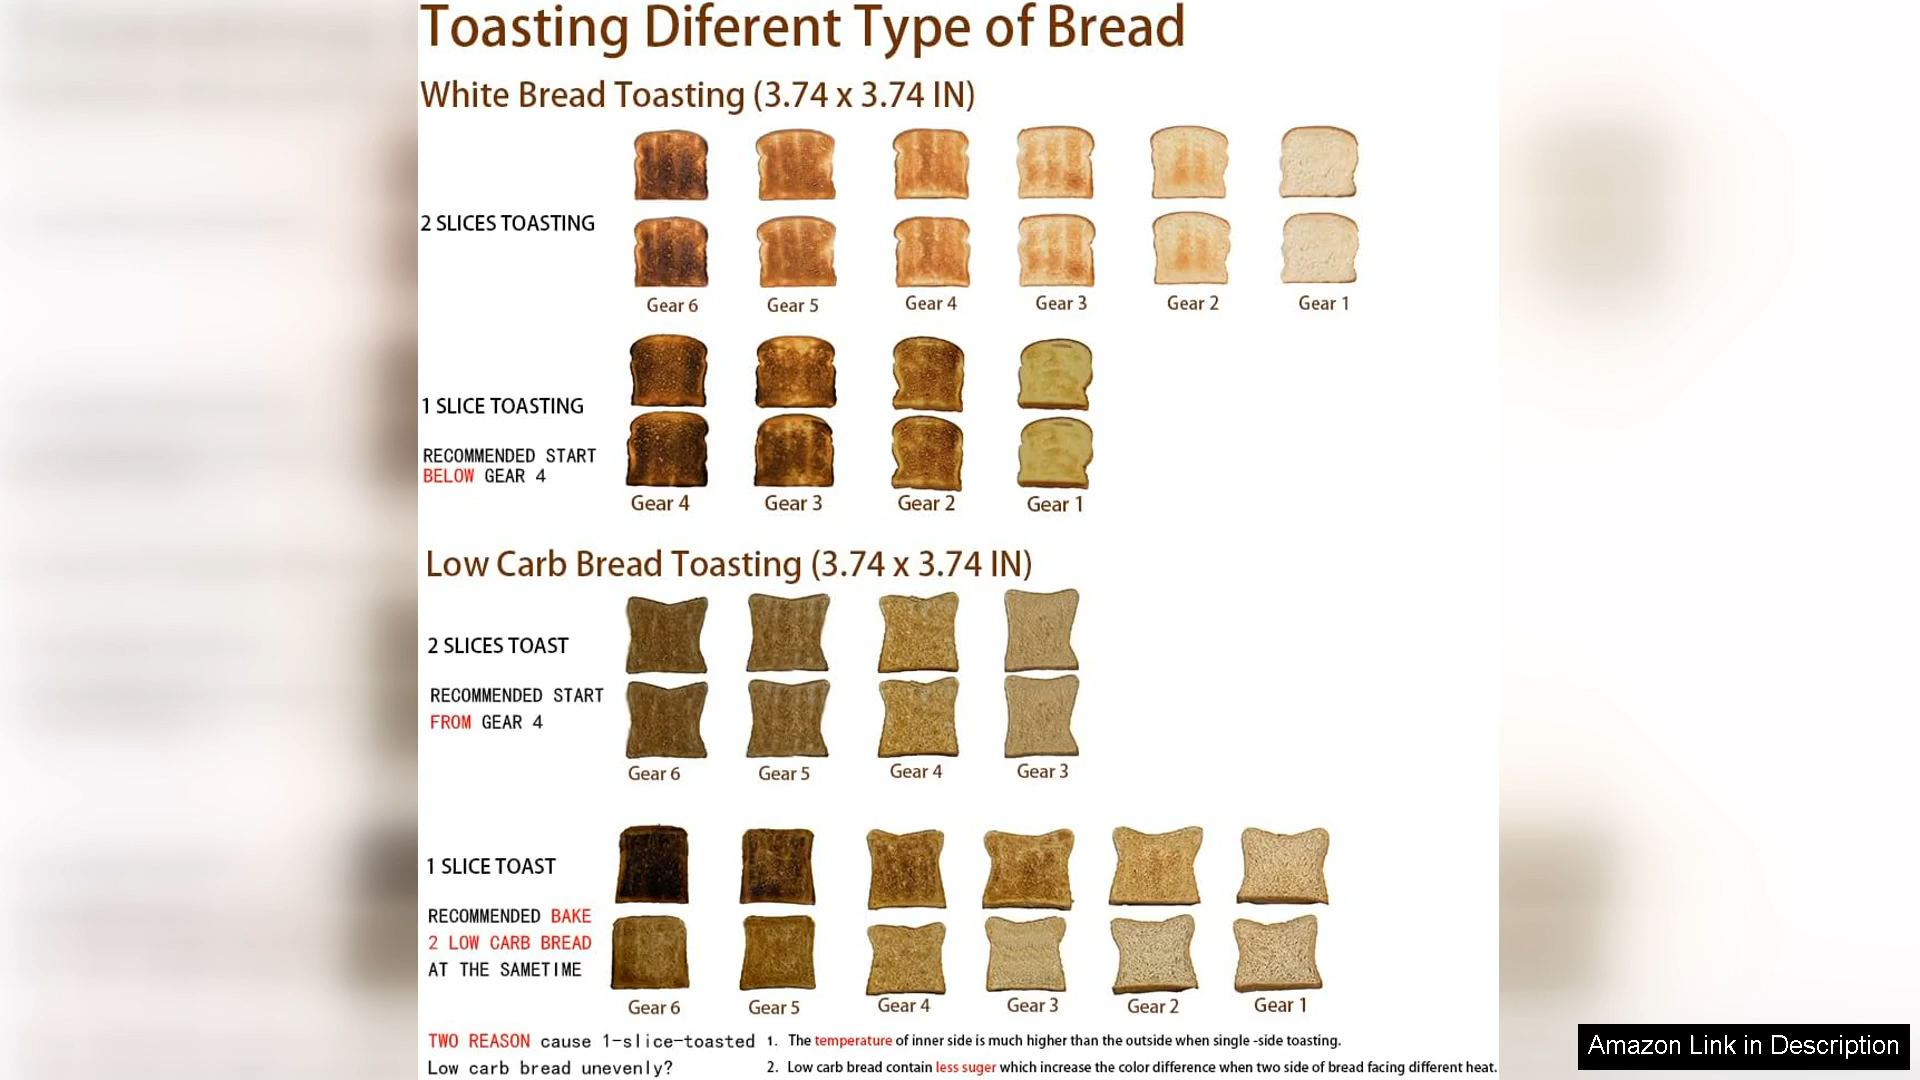 Toasting Diferent Type of Bread
White Bread Toasting (3.74 x 3.74 IN)
2 SLICES TOASTING
Gear 6 Gear 5 Gear 4 Gear 3 Gear 2 Gear 1
1 SLICE TOASTING
RECOMMENDED START
BELOW GEAR 4
Gear 4 Gear 3 Gear 2 Gear 1
Low Carb Bread Toasting (3.74 x 3.74 IN)
2 SLICES TOAST
RECOMMENDED START
FROM GEAR 4
Gear 6 Gear 5 Gear 4 Gear 3
1 SLICE TOAST
RECOMMENDED BAKE
2 LOW CARB BREAD
AT THE SAMETIME
Gear 6 Gear 5 Gear 4 Gear 3 Gear 2 Gear 1
TWO REASON cause 1-slice-toasted
Low carb bread unevenly?
1. The temperature of inner side is much higher than the outside when single -side toasting.
2. Low carb bread contain less suger which increase the color difference when two side of bread facing different heat.
Amazon Link in Description